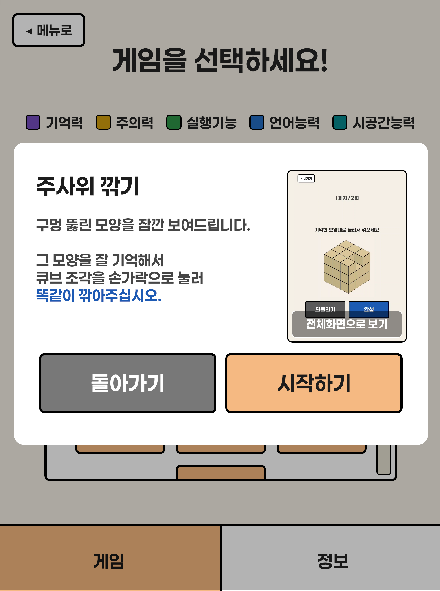 ◂ 메뉴로
게임을 선택하세요!
기억력 주의력 실행기능 언어능력 시공간능력
주사위 깎기
구멍 뚫린 모양을 잠깐 보여드립니다.
그 모양을 잘 기억해서
큐브 조각을 손가락으로 눌러
똑같이 깎아주십시오.
전체화면으로 보기
돌아가기
시작하기
게임
정보